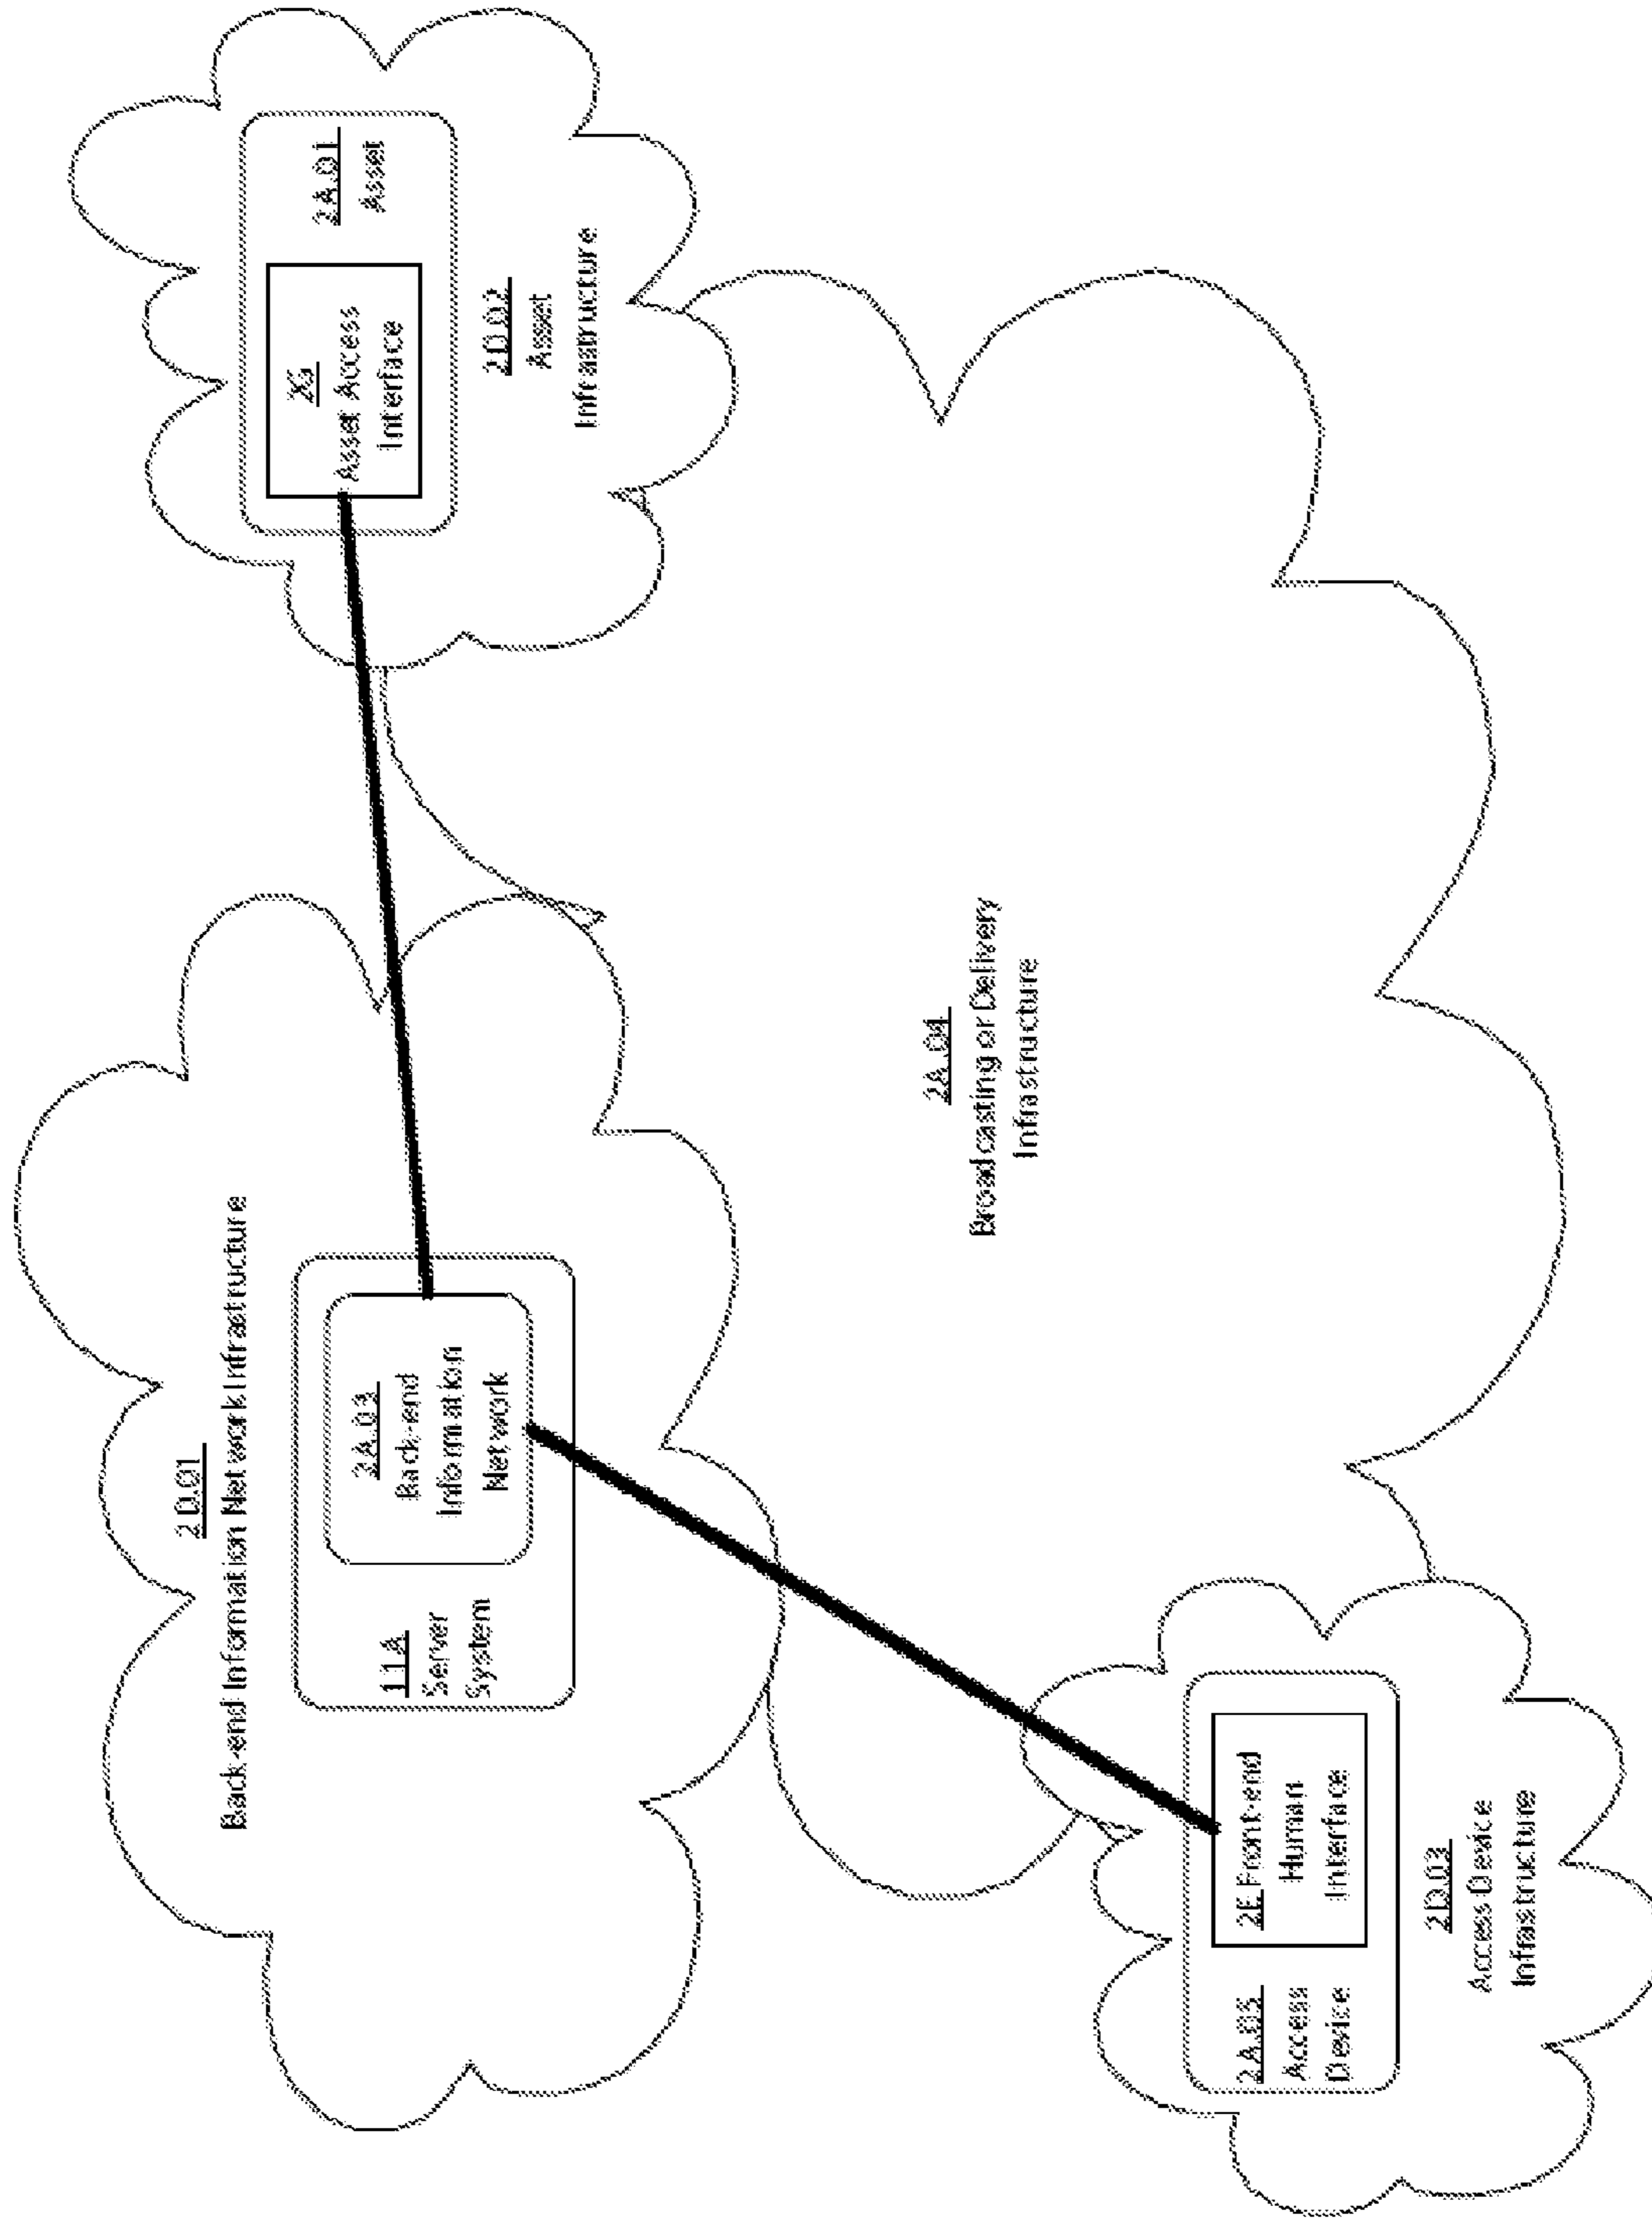 2D.01
Back-end Information Network Infrastructure
11A
Server
System
2A.03
Back-end
Information
Network
Asset Access
Interface
2A.01
Asset
2D.02
Asset
Infrastructure
2A.04
Broadcasting or Delivery
Infrastructure
2A.05
Access
Device
2E Front-end
Human
Interface
2D.03
Access Device
Infrastructure